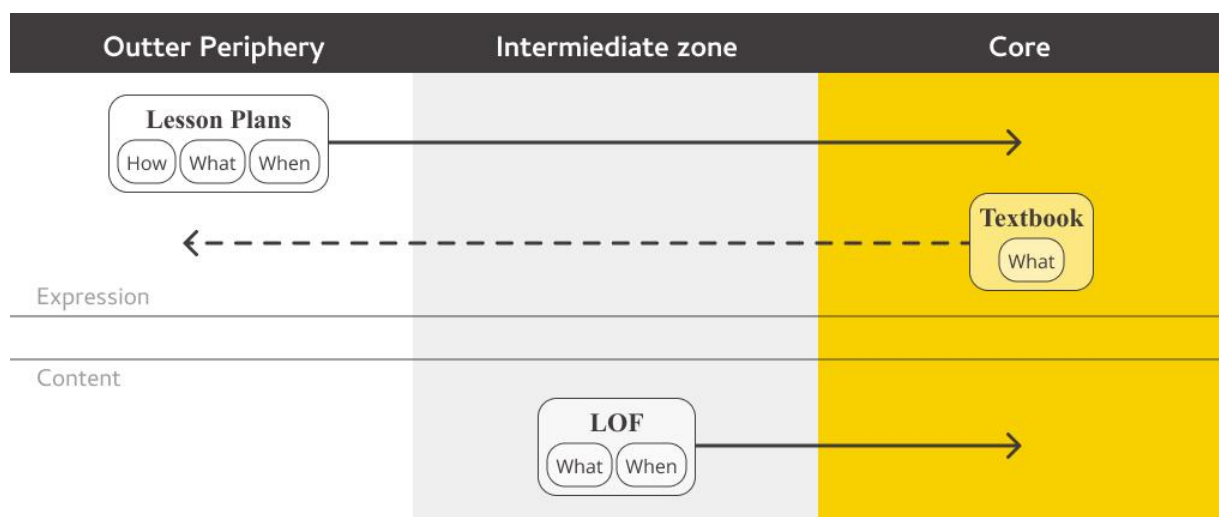 Outter Periphery Intermiediate zone Core
Lesson Plans
How What When
Textbook
What
Expression
Content
LOF
What When